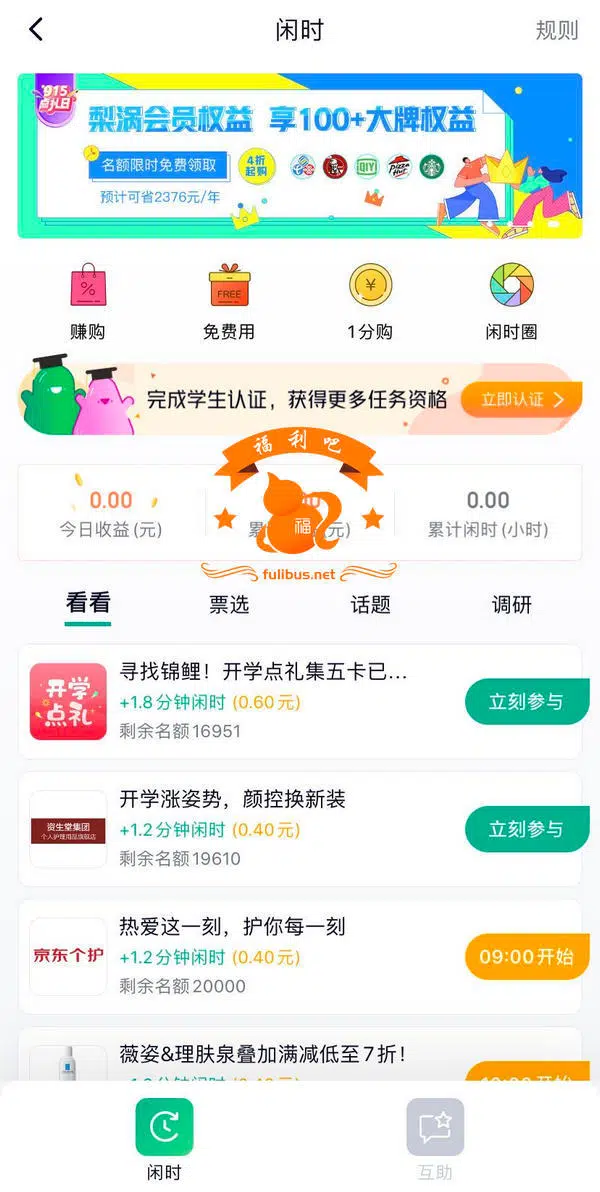 闲时
规则
915
点礼日
梨涡会员权益 享100+大牌权益
名额限时免费领取
4折
起购
QIY
Pizza
Hut
预计可省2376元/年
FREE
赚购
免费用
1分购
闲时圈
完成学生认证，获得更多任务资格
立即认证
福利吧
0.00
0.00
今日收益(元)
累计闲时(小时)
福
fulibus.net
看看
票选
话题
调研
开学
点礼
寻找锦鲤！开学点礼集五卡已...
+1.8分钟闲时 (0.60元)
剩余名额16951
立刻参与
资生堂集团
个人护理用品旗舰店
开学涨姿势，颜控换新装
+1.2分钟闲时 (0.40元)
剩余名额19610
立刻参与
京东个护
热爱这一刻，护你每一刻
+1.2分钟闲时 (0.40元)
剩余名额20000
09:00开始
薇姿&理肤泉叠加满减低至7折！
闲时
互助